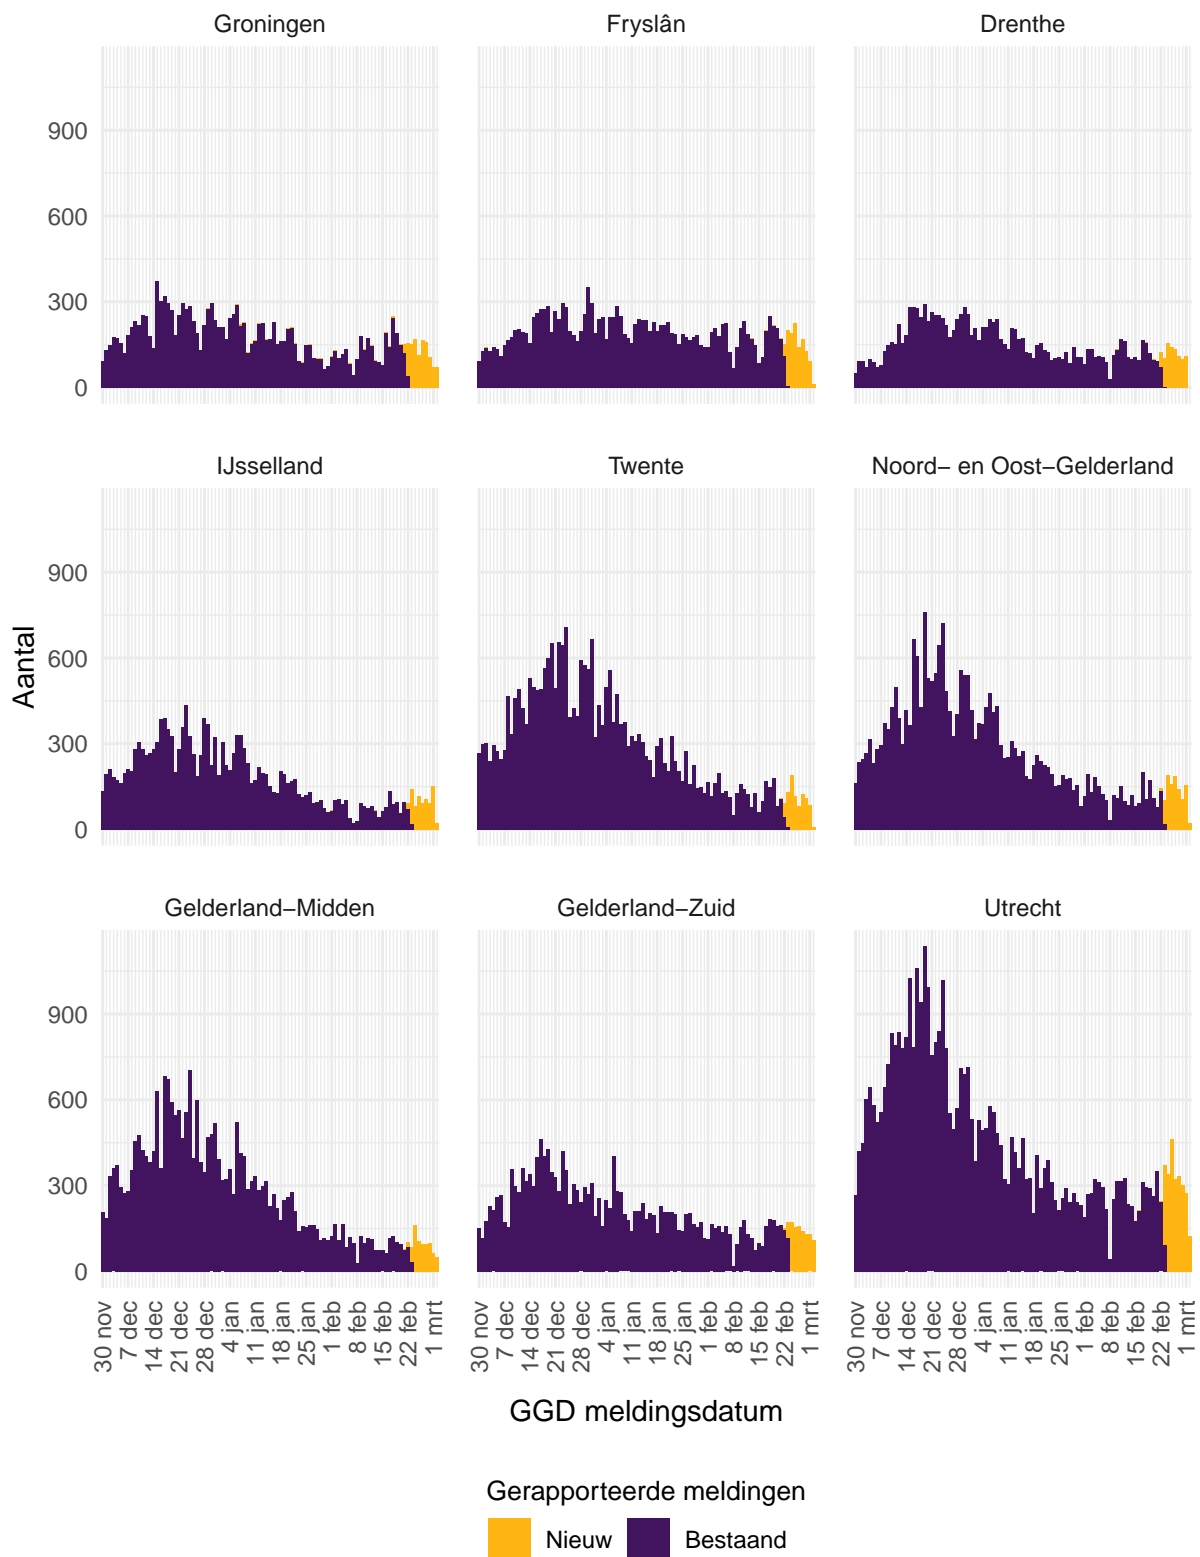 Groningen Fryslân Drenthe
900
600
300
0
IJsselland Twente Noord– en Oost–Gelderland
900
600
300
0
Aantal
Gelderland–Midden Gelderland–Zuid Utrecht
900
600
300
0
30 nov 7 dec 14 dec 21 dec 28 dec 4 jan 11 jan 18 jan 25 jan 1 feb 8 feb 15 feb 22 feb 1 mrt
30 nov 7 dec 14 dec 21 dec 28 dec 4 jan 11 jan 18 jan 25 jan 1 feb 8 feb 15 feb 22 feb 1 mrt
30 nov 7 dec 14 dec 21 dec 28 dec 4 jan 11 jan 18 jan 25 jan 1 feb 8 feb 15 feb 22 feb 1 mrt
GGD meldingsdatum
Gerapporteerde meldingen
Nieuw Bestaand